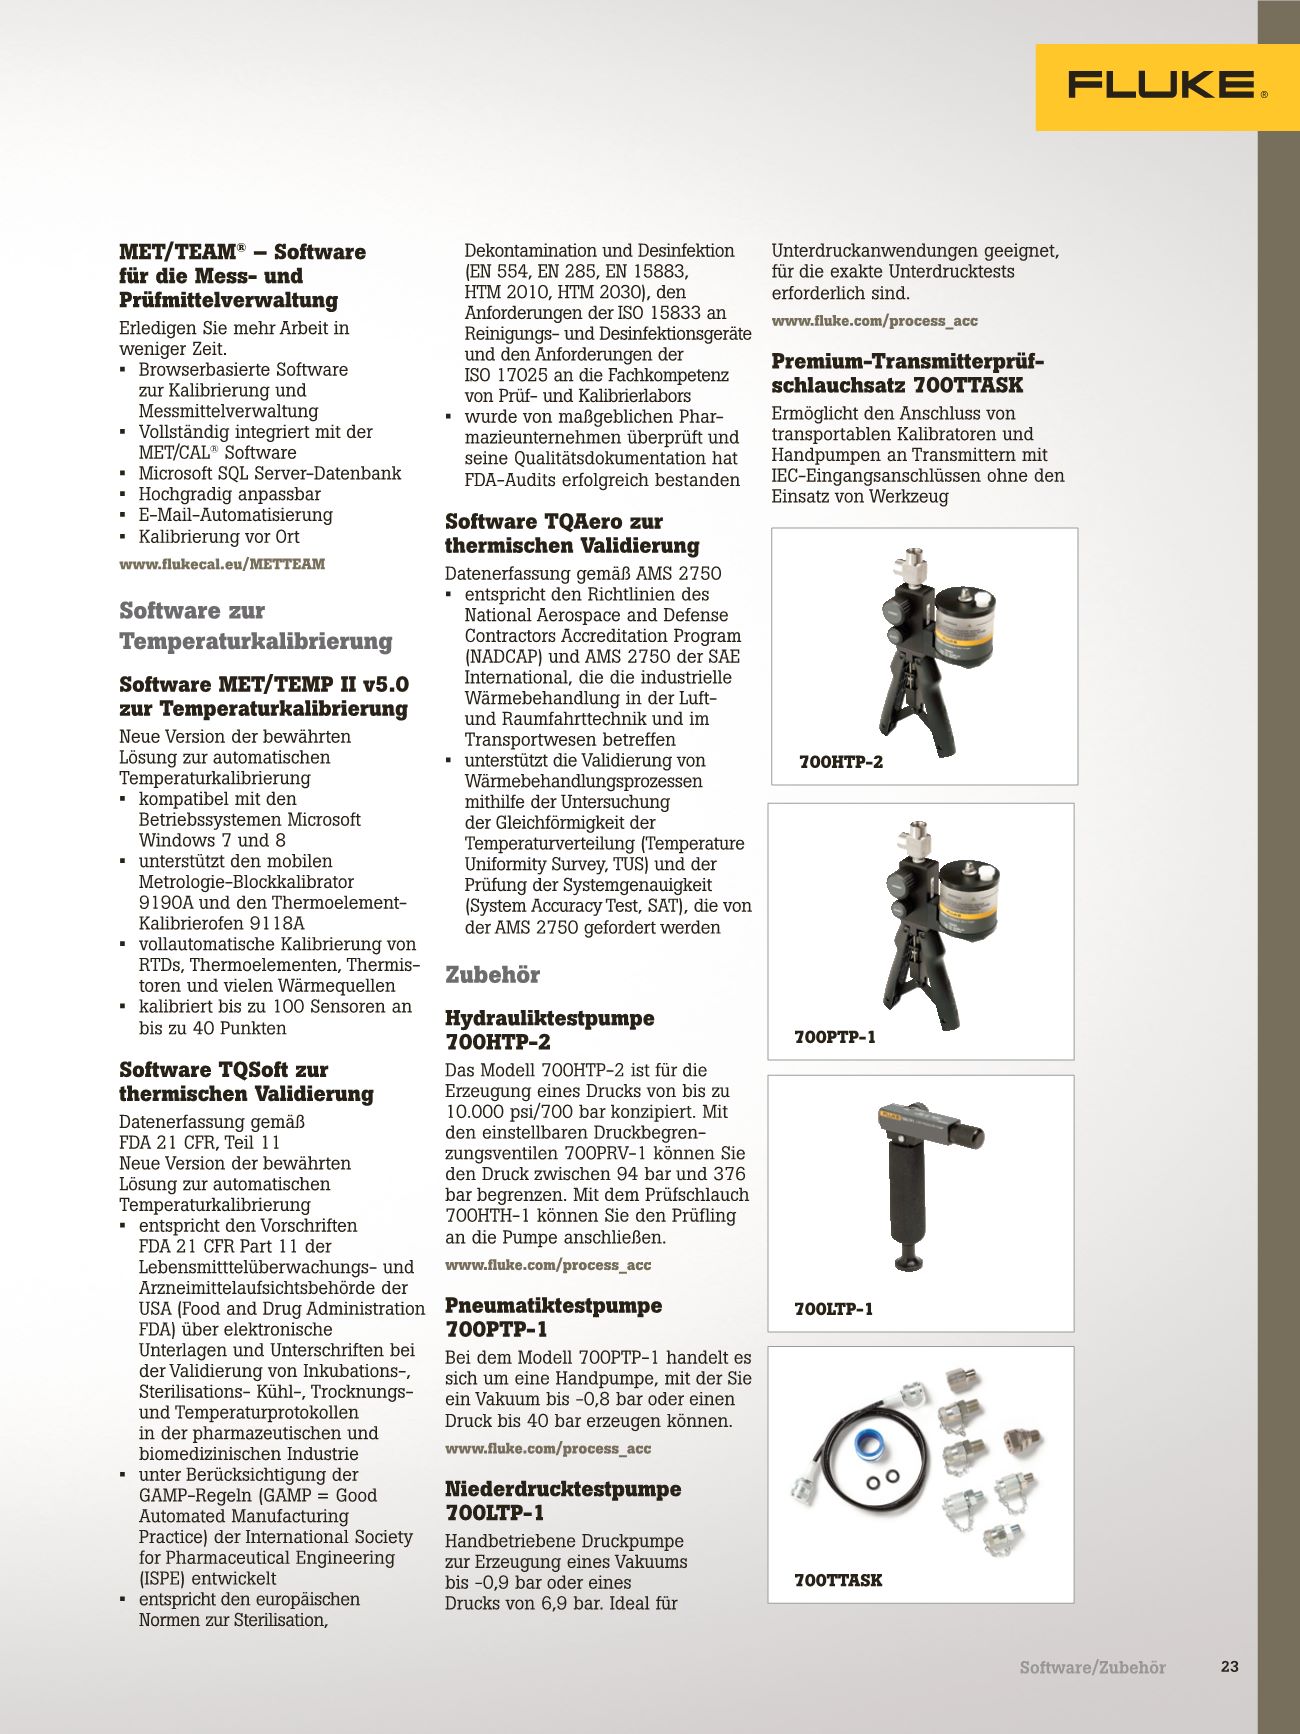 FLUKE®
MET/TEAM® – Software
für die Mess- und
Prüfmittelverwaltung
Erledigen Sie mehr Arbeit in
weniger Zeit.
▪ Browserbasierte Software
zur Kalibrierung und
Messmittelverwaltung
▪ Vollständig integriert mit der
MET/CAL® Software
▪ Microsoft SQL Server-Datenbank
▪ Hochgradig anpassbar
▪ E-Mail-Automatisierung
▪ Kalibrierung vor Ort
www.flukecal.eu/METTEAM
Software zur
Temperaturkalibrierung
Software MET/TEMP II v5.0
zur Temperaturkalibrierung
Neue Version der bewährten
Lösung zur automatischen
Temperaturkalibrierung
▪ kompatibel mit den
Betriebssystemen Microsoft
Windows 7 und 8
▪ unterstützt den mobilen
Metrologie-Blockkalibrator
9190A und den Thermoelement-
Kalibrierofen 9118A
▪ vollautomatische Kalibrierung von
RTDs, Thermoelementen, Thermis-
toren und vielen Wärmequellen
▪ kalibriert bis zu 100 Sensoren an
bis zu 40 Punkten
Software TQSoft zur
thermischen Validierung
Datenerfassung gemäß
FDA 21 CFR, Teil 11
Neue Version der bewährten
Lösung zur automatischen
Temperaturkalibrierung
▪ entspricht den Vorschriften
FDA 21 CFR Part 11 der
Lebensmitttelüberwachungs- und
Arzneimittelaufsichtsbehörde der
USA (Food and Drug Administration
FDA) über elektronische
Unterlagen und Unterschriften bei
der Validierung von Inkubations-,
Sterilisations- Kühl-, Trocknungs-
und Temperaturprotokollen
in der pharmazeutischen und
biomedizinischen Industrie
▪ unter Berücksichtigung der
GAMP-Regeln (GAMP = Good
Automated Manufacturing
Practice) der International Society
for Pharmaceutical Engineering
(ISPE) entwickelt
▪ entspricht den europäischen
Normen zur Sterilisation,
Dekontamination und Desinfektion
(EN 554, EN 285, EN 15883,
HTM 2010, HTM 2030), den
Anforderungen der ISO 15833 an
Reinigungs- und Desinfektionsgeräte
und den Anforderungen der
ISO 17025 an die Fachkompetenz
von Prüf- und Kalibrierlabors
▪ wurde von maßgeblichen Phar-
mazieunternehmen überprüft und
seine Qualitätsdokumentation hat
FDA-Audits erfolgreich bestanden
Software TQAero zur
thermischen Validierung
Datenerfassung gemäß AMS 2750
▪ entspricht den Richtlinien des
National Aerospace and Defense
Contractors Accreditation Program
(NADCAP) und AMS 2750 der SAE
International, die die industrielle
Wärmebehandlung in der Luft-
und Raumfahrttechnik und im
Transportwesen betreffen
▪ unterstützt die Validierung von
Wärmebehandlungsprozessen
mithilfe der Untersuchung
der Gleichförmigkeit der
Temperaturverteilung (Temperature
Uniformity Survey, TUS) und der
Prüfung der Systemgenauigkeit
(System Accuracy Test, SAT), die von
der AMS 2750 gefordert werden
Zubehör
Hydrauliktestpumpe
700HTP-2
Das Modell 700HTP-2 ist für die
Erzeugung eines Drucks von bis zu
10.000 psi/700 bar konzipiert. Mit
den einstellbaren Druckbegren-
zungsventilen 700PRV-1 können Sie
den Druck zwischen 94 bar und 376
bar begrenzen. Mit dem Prüfschlauch
700HTH-1 können Sie den Prüfling
an die Pumpe anschließen.
www.fluke.com/process_acc
Pneumatiktestpumpe
700PTP-1
Bei dem Modell 700PTP-1 handelt es
sich um eine Handpumpe, mit der Sie
ein Vakuum bis -0,8 bar oder einen
Druck bis 40 bar erzeugen können.
www.fluke.com/process_acc
Niederdrucktestpumpe
700LTP-1
Handbetriebene Druckpumpe
zur Erzeugung eines Vakuums
bis -0,9 bar oder eines
Drucks von 6,9 bar. Ideal für
Unterdruckanwendungen geeignet,
für die exakte Unterdrucktests
erforderlich sind.
www.fluke.com/process_acc
Premium-Transmitterprüf-
schlauchsatz 700TTASK
Ermöglicht den Anschluss von
transportablen Kalibratoren und
Handpumpen an Transmittern mit
IEC-Eingangsanschlüssen ohne den
Einsatz von Werkzeug
FLUKE
700HTP-2
FLUKE
700PTP-1
FLUKE
700LTP-1
700TTASK
Software/Zubehör 23